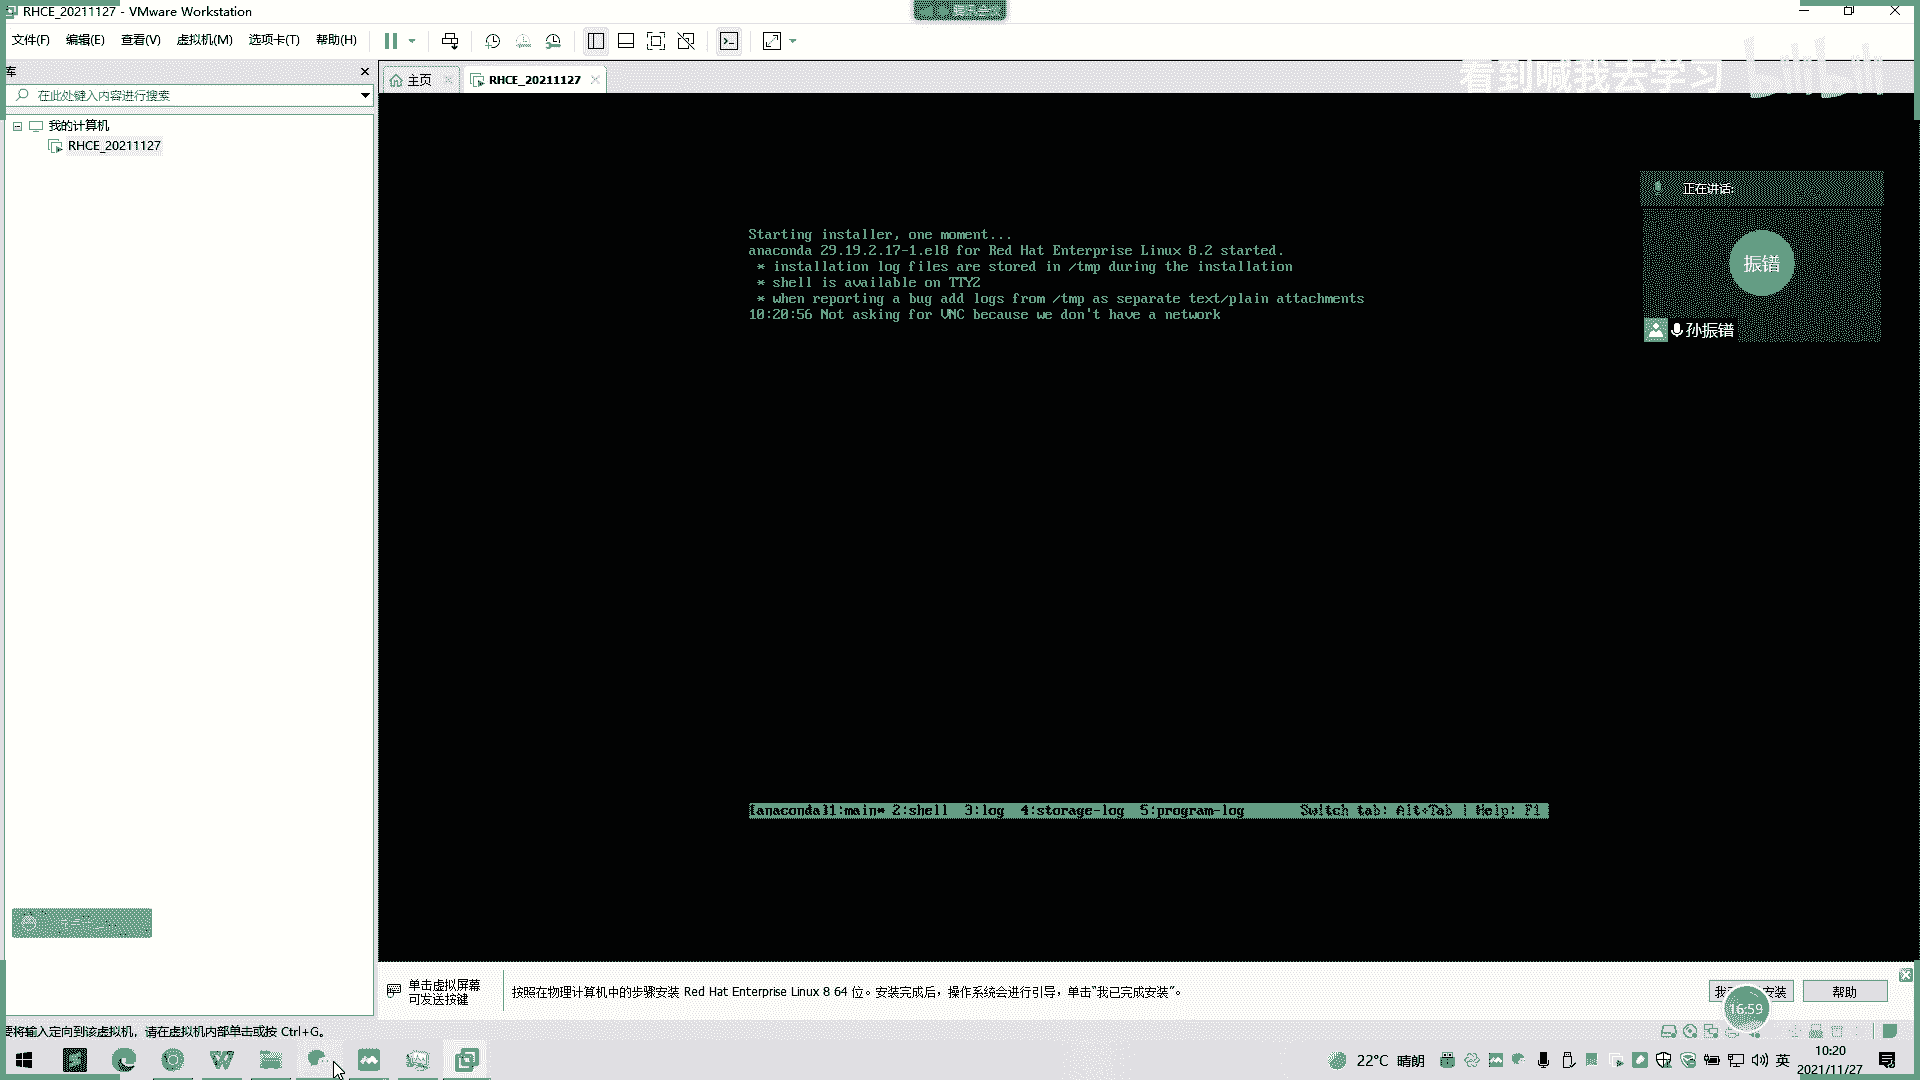 RHCE_20211127 - VMware Workstation
文件(F) 编辑(E) 查看(V) 虚拟机(M) 选项卡(T) 帮助(H)
库
主页
RHCE_20211127
看到喊我去学习
在此处键入内容进行搜索
我的计算机
RHCE_20211127
正在讲话:
振镨
孙振镨
Starting installer, one moment...
anaconda 29.19.2.17-1.el8 for Red Hat Enterprise Linux 8.2 started.
* installation log files are stored in /tmp during the installation
* shell is available on TTY2
* when reporting a bug add logs from /tmp as separate text/plain attachments
10:20:56 Not asking for VNC because we don't have a network
[anaconda]1:main* 2:shell 3:log 4:storage-log 5:program-log Switch tab: Alt+Tab | Help: F1
单击虚拟屏幕
可发送按键
按照在物理计算机中的步骤安装 Red Hat Enterprise Linux 8 64 位。安装完成后，操作系统会进行引导，单击"我已完成安装"。
帮助
16:59
要将输入定向到该虚拟机，请在虚拟机内部单击或按 Ctrl+G。
22°C 晴朗
英
10:20
2021/11/27